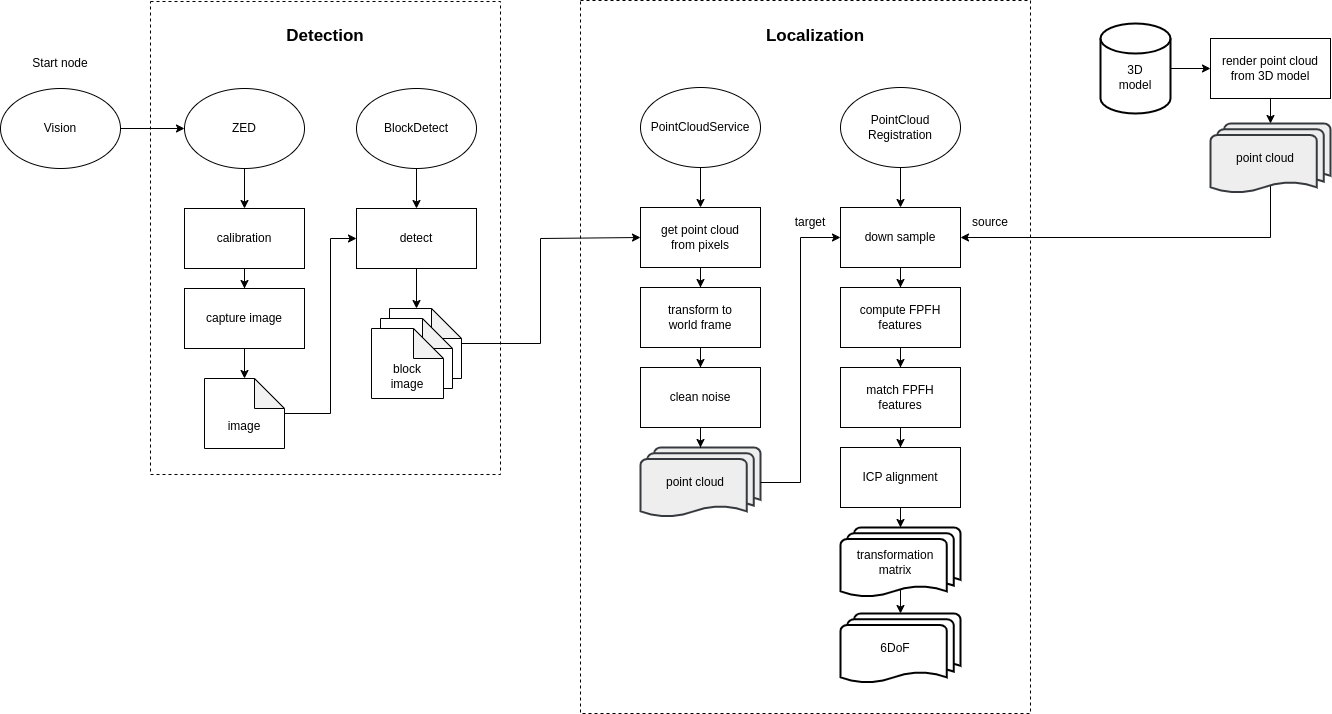 Detection
Start node
Vision
ZED
BlockDetect
calibration
detect
capture image
image
block
image
Localization
PointCloudService
PointCloud
Registration
get point cloud
from pixels
target
down sample
source
transform to
world frame
compute FPFH
features
clean noise
match FPFH
features
point cloud
ICP alignment
transformation
matrix
6DoF
3D
model
render point cloud
from 3D model
point cloud